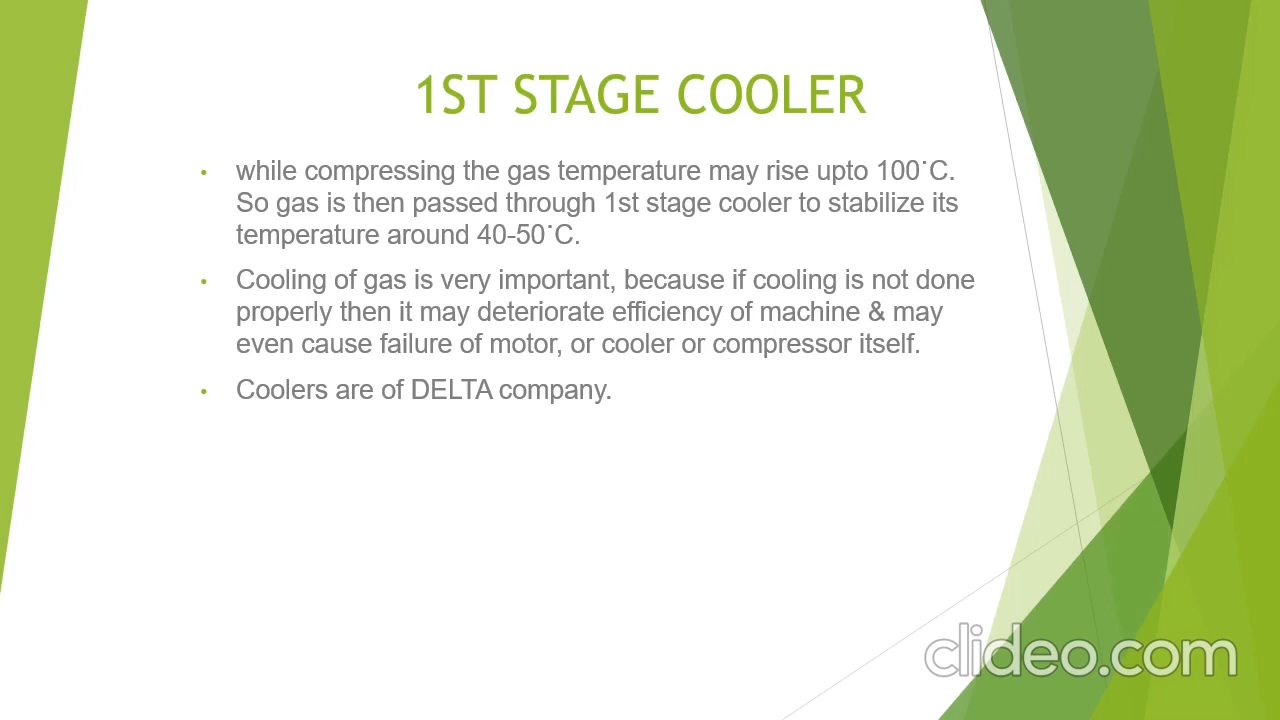 1ST STAGE COOLER
• while compressing the gas temperature may rise upto 100˙C.
So gas is then passed through 1st stage cooler to stabilize its
temperature around 40-50˙C.
• Cooling of gas is very important, because if cooling is not done
properly then it may deteriorate efficiency of machine & may
even cause failure of motor, or cooler or compressor itself.
• Coolers are of DELTA company.
clideo.com